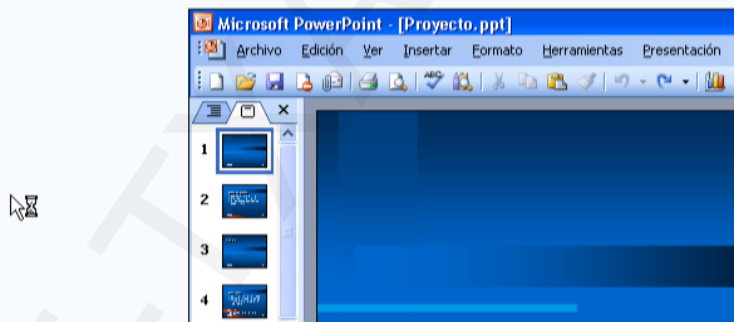 Microsoft PowerPoint - [Proyecto.ppt]
Archivo Edición Ver Insertar Formato Herramientas Presentación
1
2
3
4